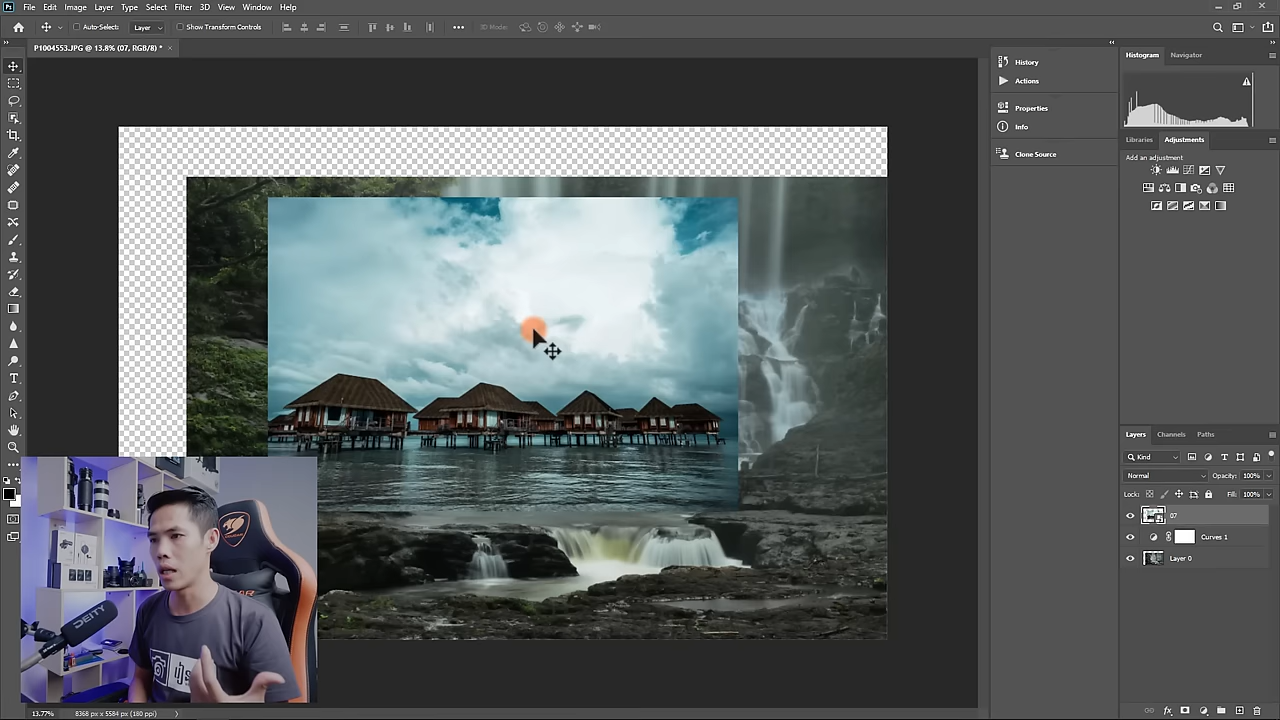 Ps File Edit Image Layer Type Select Filter 3D View Window Help
Auto-Select: Layer Show Transform Controls 3D Mode:
P1004553.JPG @ 13.8% (07, RGB/8) *
History
Actions
Properties
Info
Clone Source
Histogram Navigator
Libraries Adjustments
Add an adjustment
Layers Channels Paths
Kind
Normal Opacity: 100%
Lock: Fill: 100%
07
Curves 1
Layer 0
COUGAR
DEITY
13.77% 8368 px x 5584 px (180 ppi)